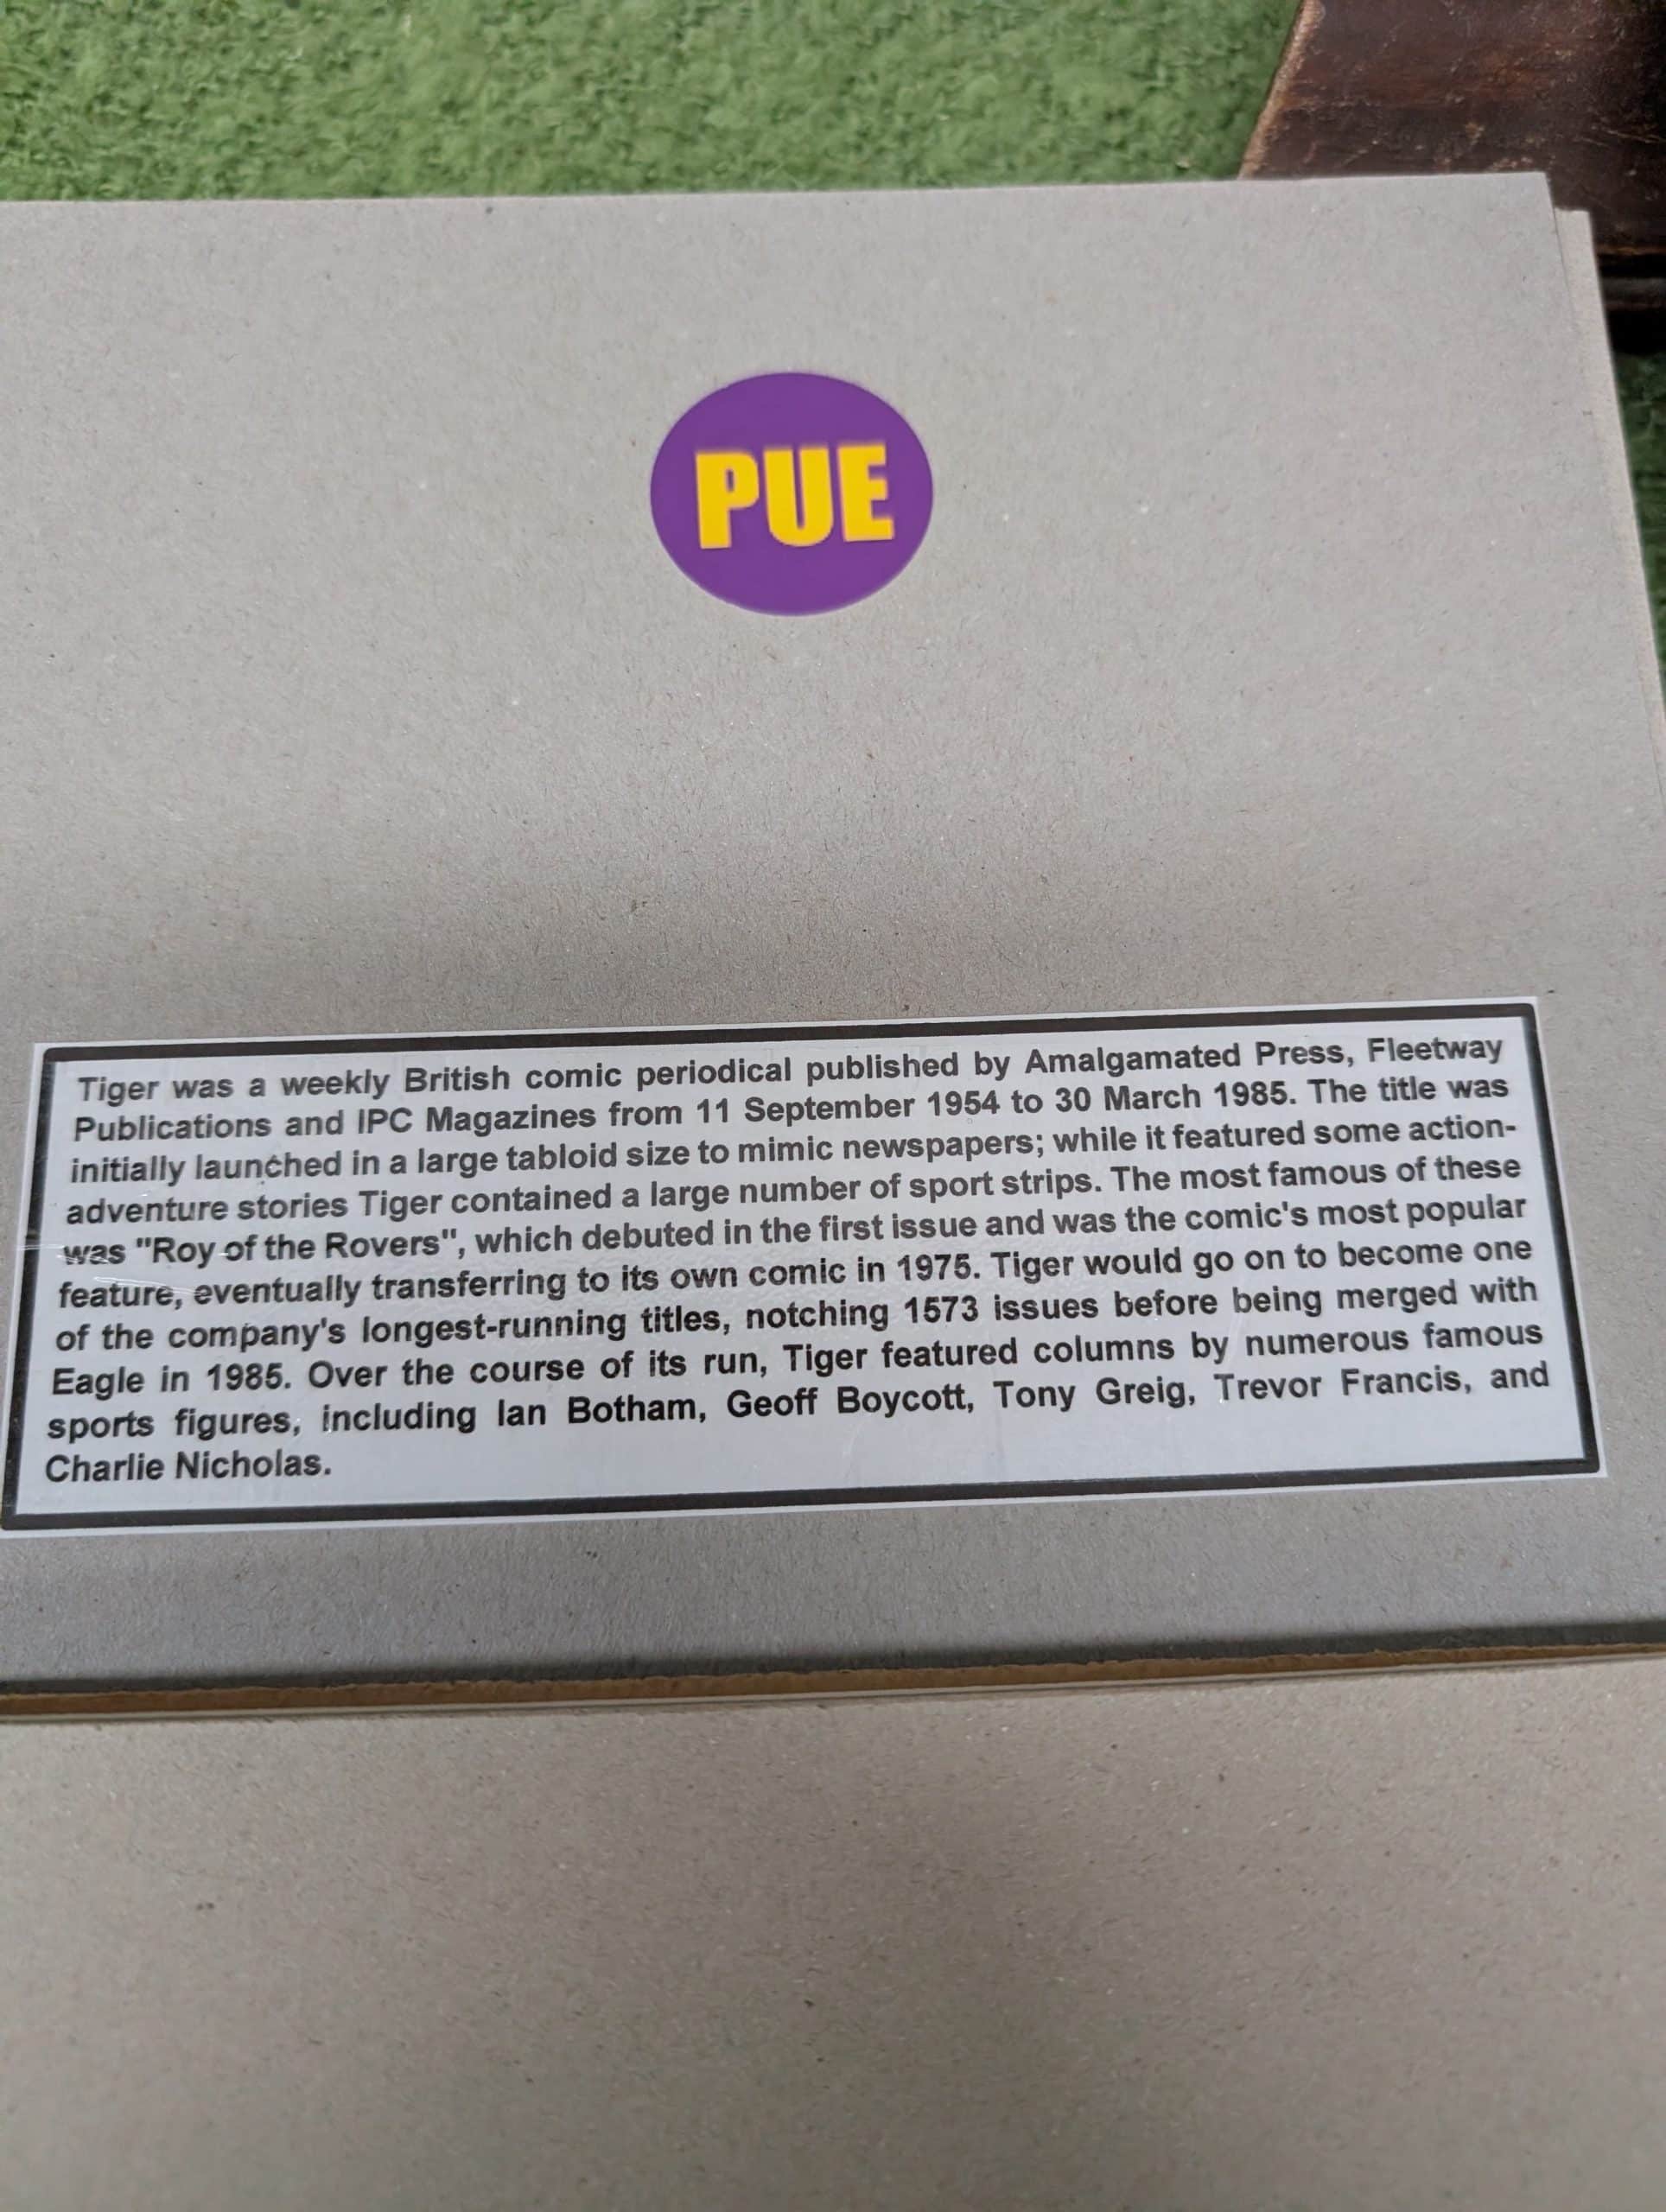 PUE
Tiger was a weekly British comic periodical published by Amalgamated Press, Fleetway
Publications and IPC Magazines from 11 September 1954 to 30 March 1985. The title was
initially launched in a large tabloid size to mimic newspapers; while it featured some action-
adventure stories Tiger contained a large number of sport strips. The most famous of these
was "Roy of the Rovers", which debuted in the first issue and was the comic's most popular
feature, eventually transferring to its own comic in 1975. Tiger would go on to become one
of the company's longest-running titles, notching 1573 issues before being merged with
Eagle in 1985. Over the course of its run, Tiger featured columns by numerous famous
sports figures, including Ian Botham, Geoff Boycott, Tony Greig, Trevor Francis, and
Charlie Nicholas.